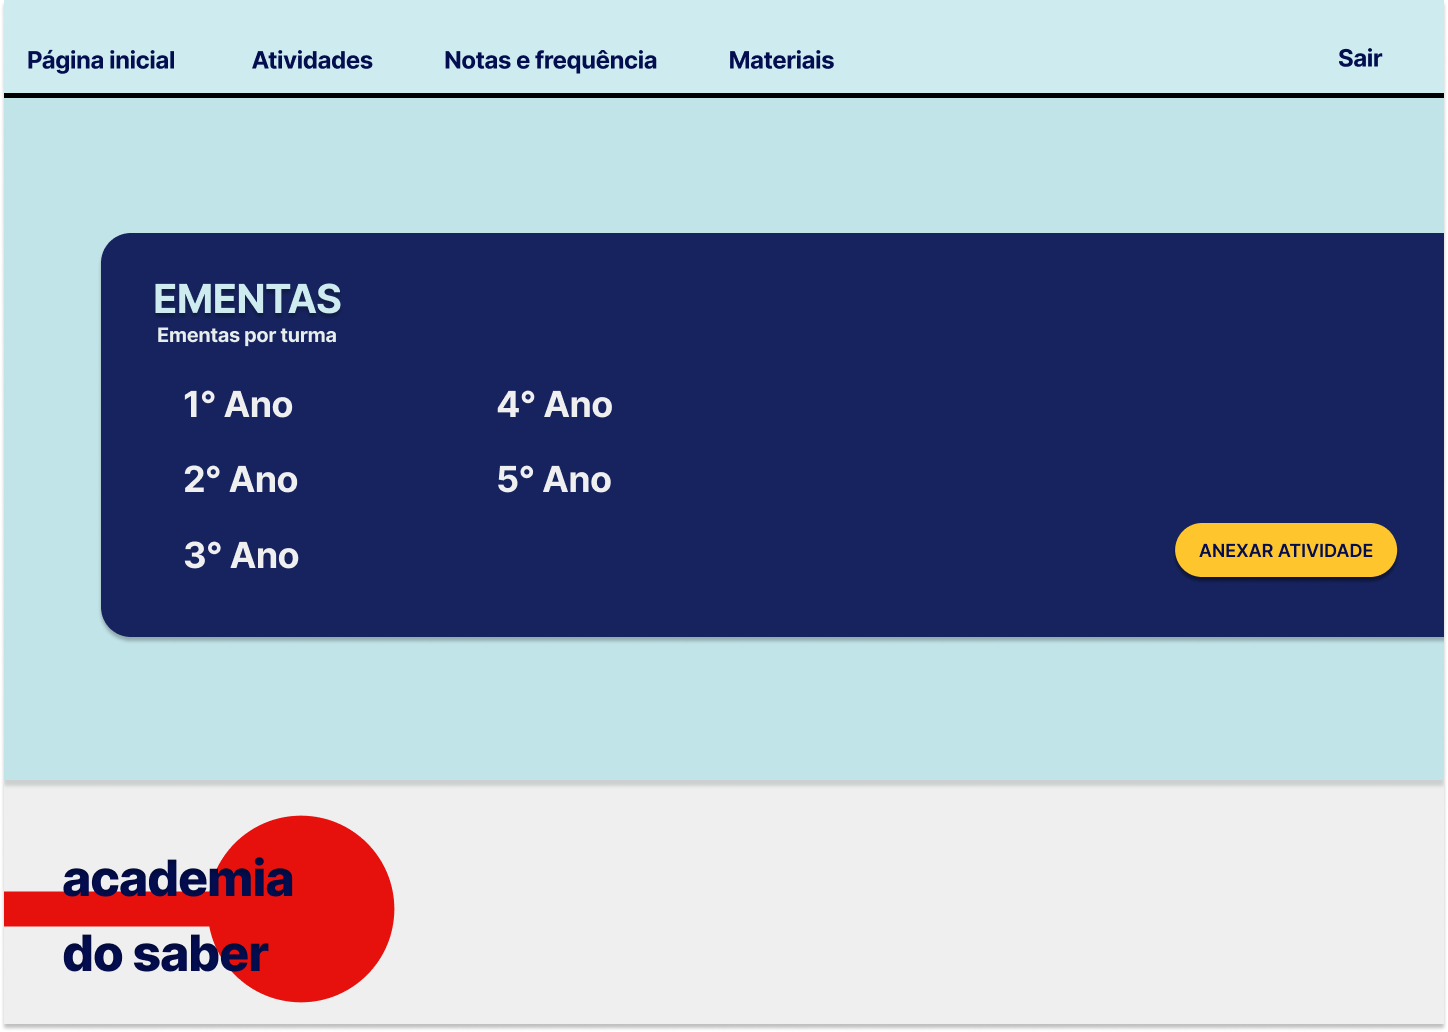 Página inicial
Atividades
Notas e frequência
Materiais
Sair
EMENTAS
Ementas por turma
1° Ano
2° Ano
3° Ano
4° Ano
5° Ano
ANEXAR ATIVIDADE
academia
do saber